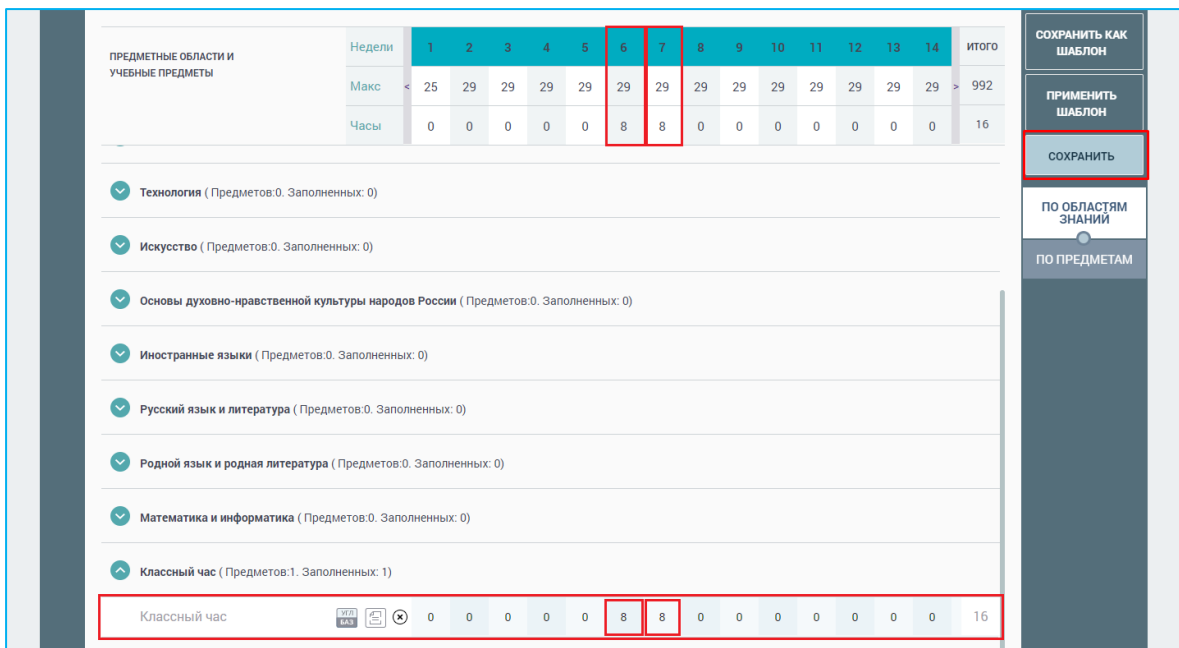 ПРЕДМЕТНЫЕ ОБЛАСТИ И
УЧЕБНЫЕ ПРЕДМЕТЫ
Недели 1 2 3 4 5 6 7 8 9 10 11 12 13 14 ИТОГО
Макс < 25 29 29 29 29 29 29 29 29 29 29 29 29 29 > 992
Часы 0 0 0 0 0 8 8 0 0 0 0 0 0 0 16
Технология ( Предметов:0. Заполненных: 0)
Искусство ( Предметов:0. Заполненных: 0)
Основы духовно-нравственной культуры народов России ( Предметов:0. Заполненных: 0)
Иностранные языки ( Предметов:0. Заполненных: 0)
Русский язык и литература ( Предметов:0. Заполненных: 0)
Родной язык и родная литература ( Предметов:0. Заполненных: 0)
Математика и информатика ( Предметов:0. Заполненных: 0)
Классный час ( Предметов:1. Заполненных: 1)
Классный час УГЛ БАЗ 0 0 0 0 0 8 8 0 0 0 0 0 0 0 16
СОХРАНИТЬ КАК
ШАБЛОН
ПРИМЕНИТЬ
ШАБЛОН
СОХРАНИТЬ
ПО ОБЛАСТЯМ
ЗНАНИЙ
ПО ПРЕДМЕТАМ